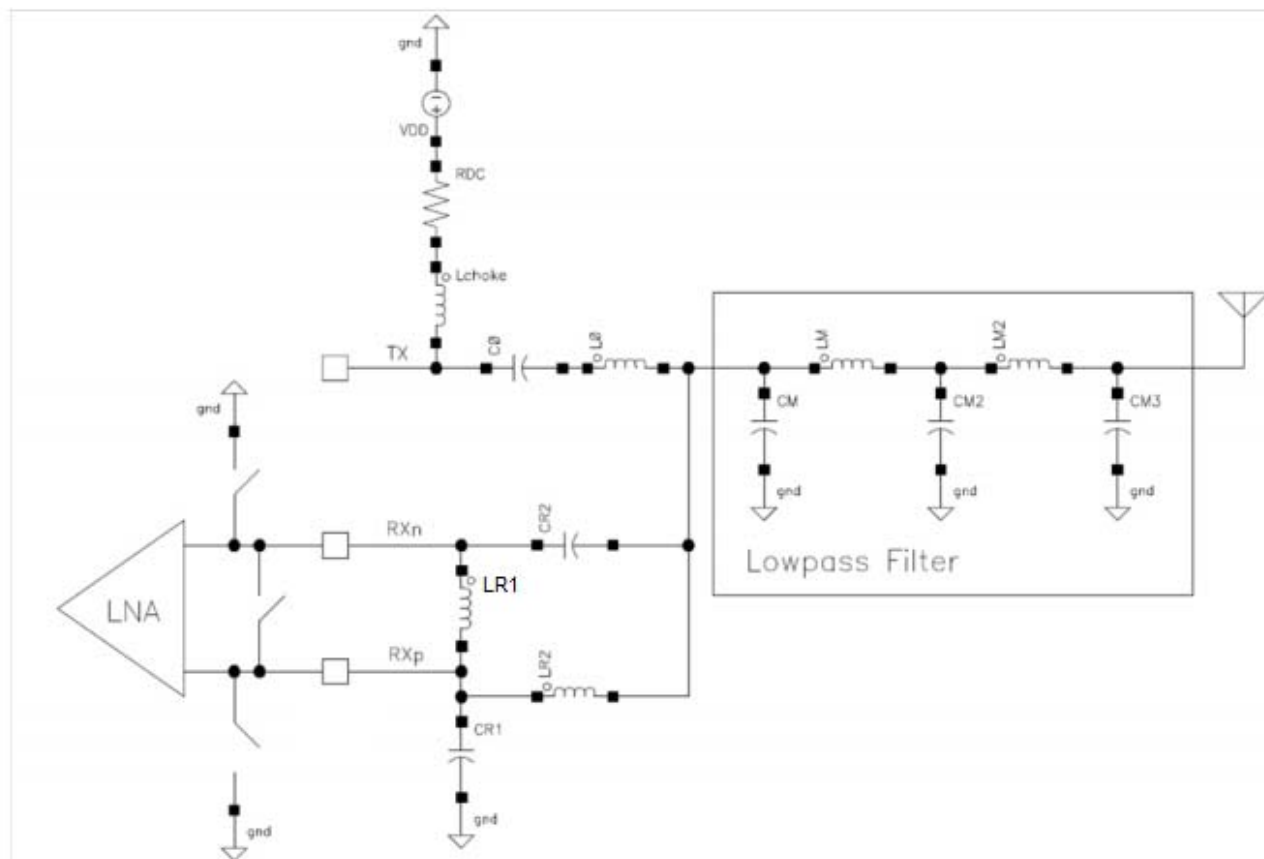 gnd
VDD
RDC
Lchoke
TX
C0
L0
LM
LM2
CM
CM2
CM3
gnd
gnd
gnd
gnd
Lowpass Filter
RXn
CR2
LR1
LNA
RXp
LR2
CR1
gnd
gnd